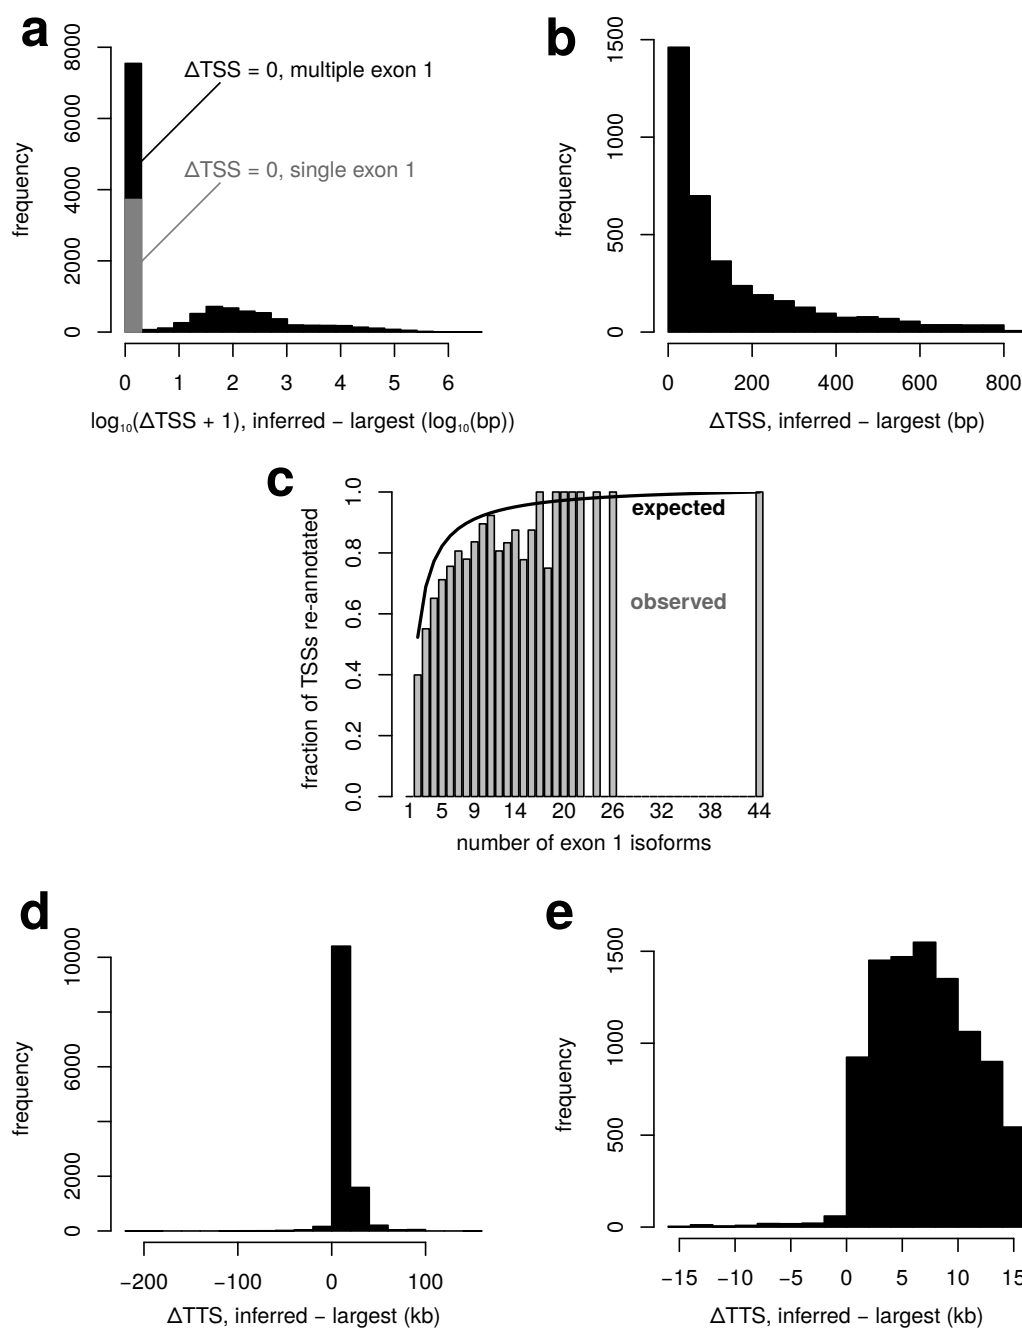 a
frequency
0
2000
4000
6000
8000
ΔTSS = 0, multiple exon 1
ΔTSS = 0, single exon 1
0 1 2 3 4 5 6
log₁₀(ΔTSS + 1), inferred − largest (log₁₀(bp))
b
frequency
0
500
1000
1500
0 200 400 600 800
ΔTSS, inferred − largest (bp)
c
fraction of TSSs re-annotated
0.0
0.2
0.4
0.6
0.8
1.0
expected
observed
1 5 9 14 20 26 32 38 44
number of exon 1 isoforms
d
frequency
0
2000
6000
10000
−200 −100 0 100
ΔTTS, inferred − largest (kb)
e
frequency
0
500
1000
1500
−15 −10 −5 0 5 10 15
ΔTTS, inferred − largest (kb)